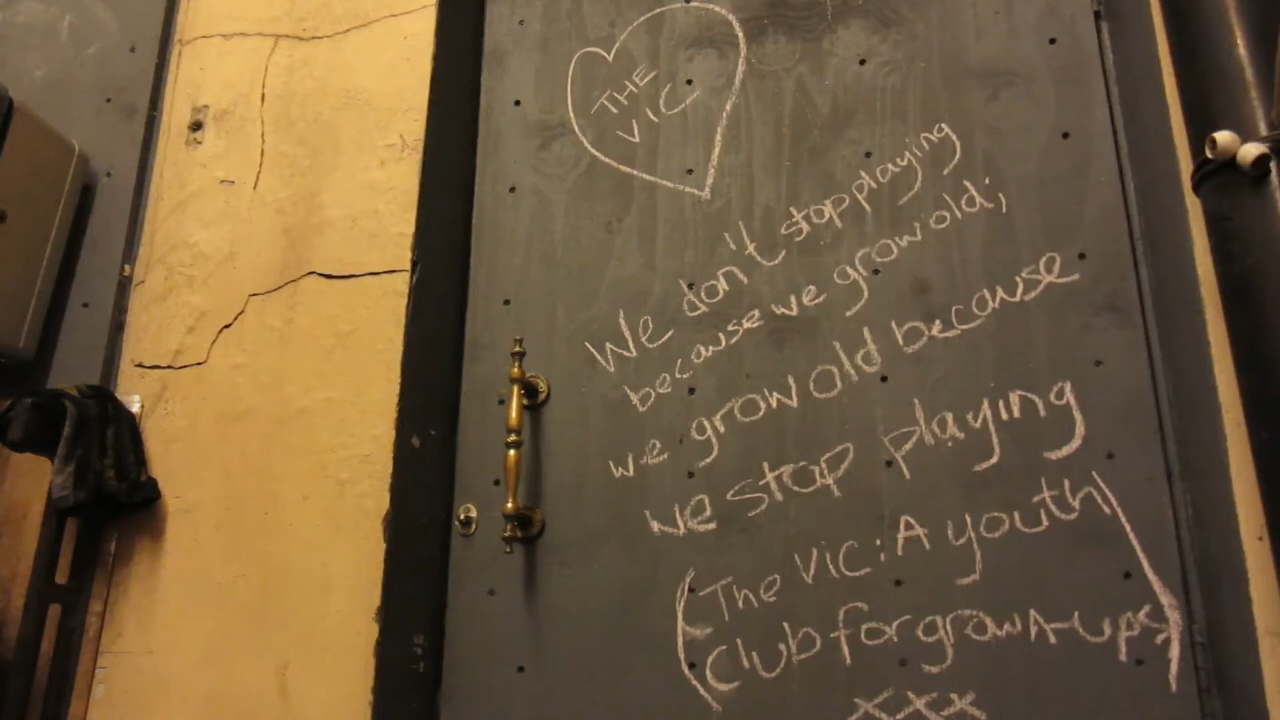 THE
VIC
We don't stop playing
because we grow old;
we grow old because
we stop playing
(The Vic: A youth
Club for grown-ups)
xxx